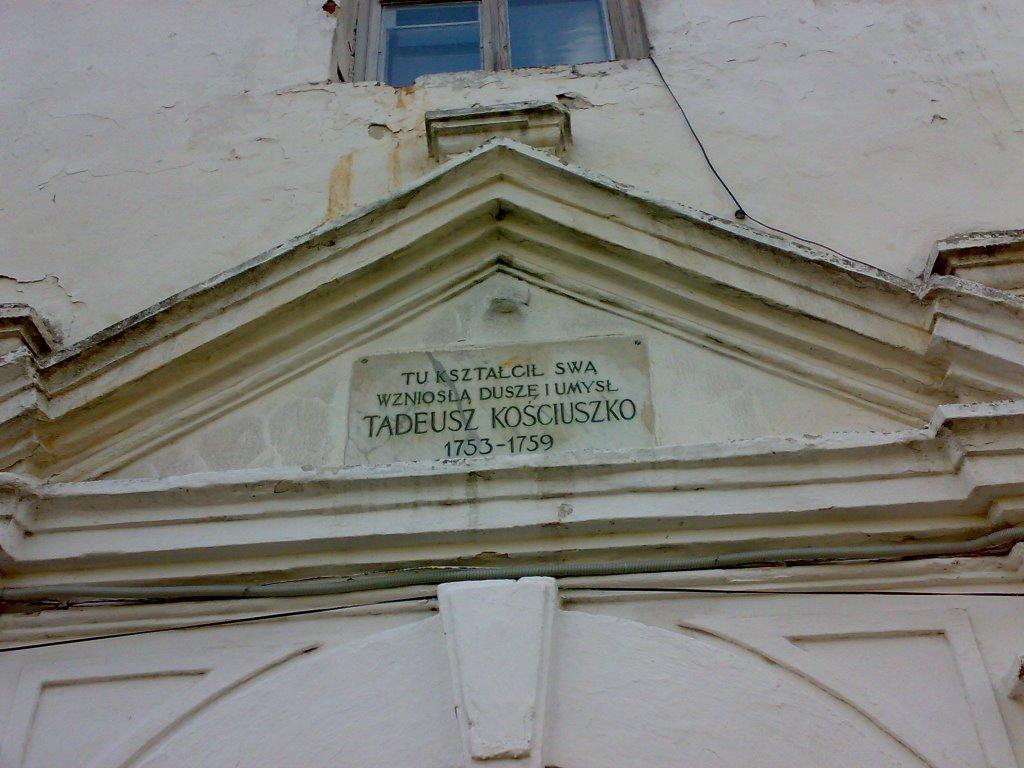 TU KSZTAŁCIŁ SWĄ
WZNIOSŁĄ DUSZĘ I UMYSŁ
TADEUSZ KOŚCIUSZKO
1753-1759